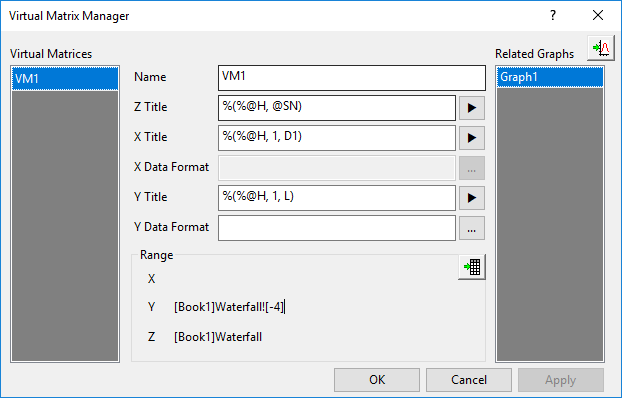 Virtual Matrix Manager
?
Virtual Matrices
Related Graphs
VM1
Graph1
Name VM1
Z Title %(%@H, @SN)
X Title %(%@H, 1, D1)
X Data Format ...
Y Title %(%@H, 1, L)
Y Data Format ...
Range
X
Y [Book1]Waterfall![-4]
Z [Book1]Waterfall
OK Cancel Apply